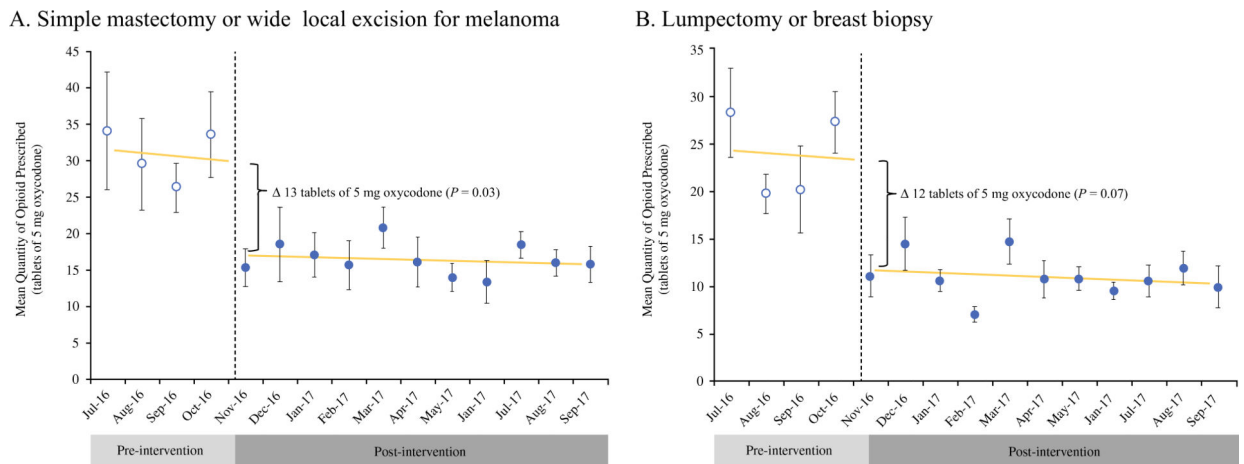 A. Simple mastectomy or wide local excision for melanoma
Mean Quantity of Opioid Prescribed
(tablets of 5 mg oxycodone)
45
40
35
30
25
20
15
10
5
0
Δ 13 tablets of 5 mg oxycodone (P = 0.03)
Jul-16
Aug-16
Sep-16
Oct-16
Nov-16
Dec-16
Jan-17
Feb-17
Mar-17
Apr-17
May-17
Jan-17
Jul-17
Aug-17
Sep-17
Pre-intervention
Post-intervention
B. Lumpectomy or breast biopsy
Mean Quantity of Opioid Prescribed
(tablets of 5 mg oxycodone)
35
30
25
20
15
10
5
0
Δ 12 tablets of 5 mg oxycodone (P = 0.07)
Jul-16
Aug-16
Sep-16
Oct-16
Nov-16
Dec-16
Jan-17
Feb-17
Mar-17
Apr-17
May-17
Jan-17
Jul-17
Aug-17
Sep-17
Pre-intervention
Post-intervention